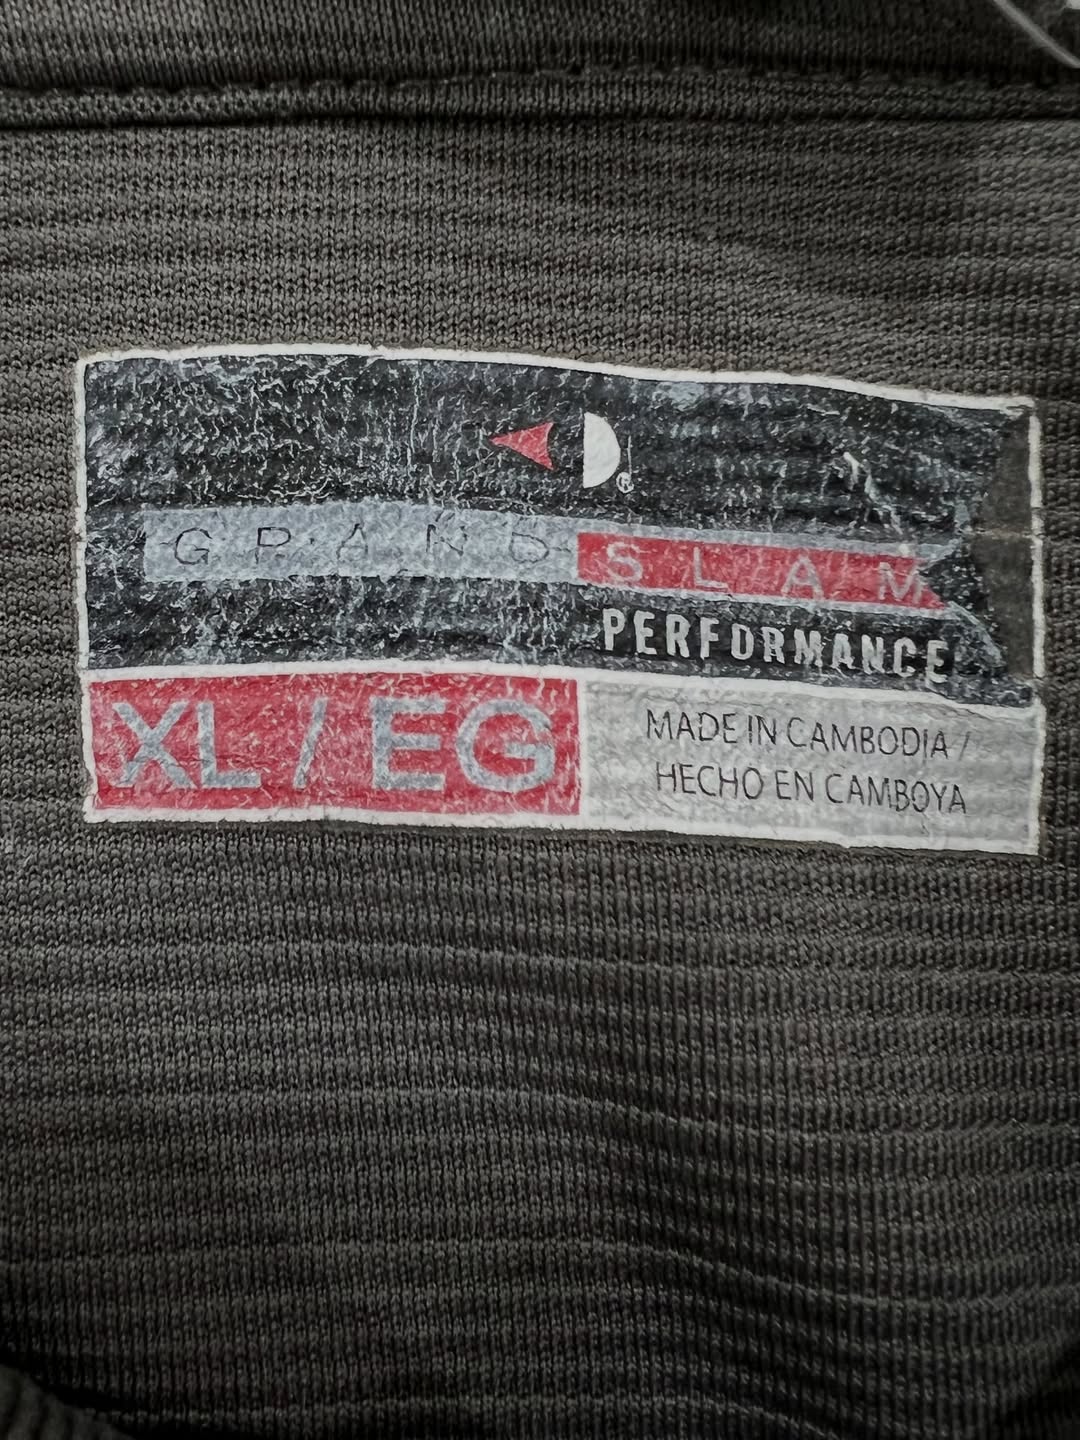 GRAND SLAM
PERFORMANCE
XL / EG
MADE IN CAMBODIA /
HECHO EN CAMBOYA